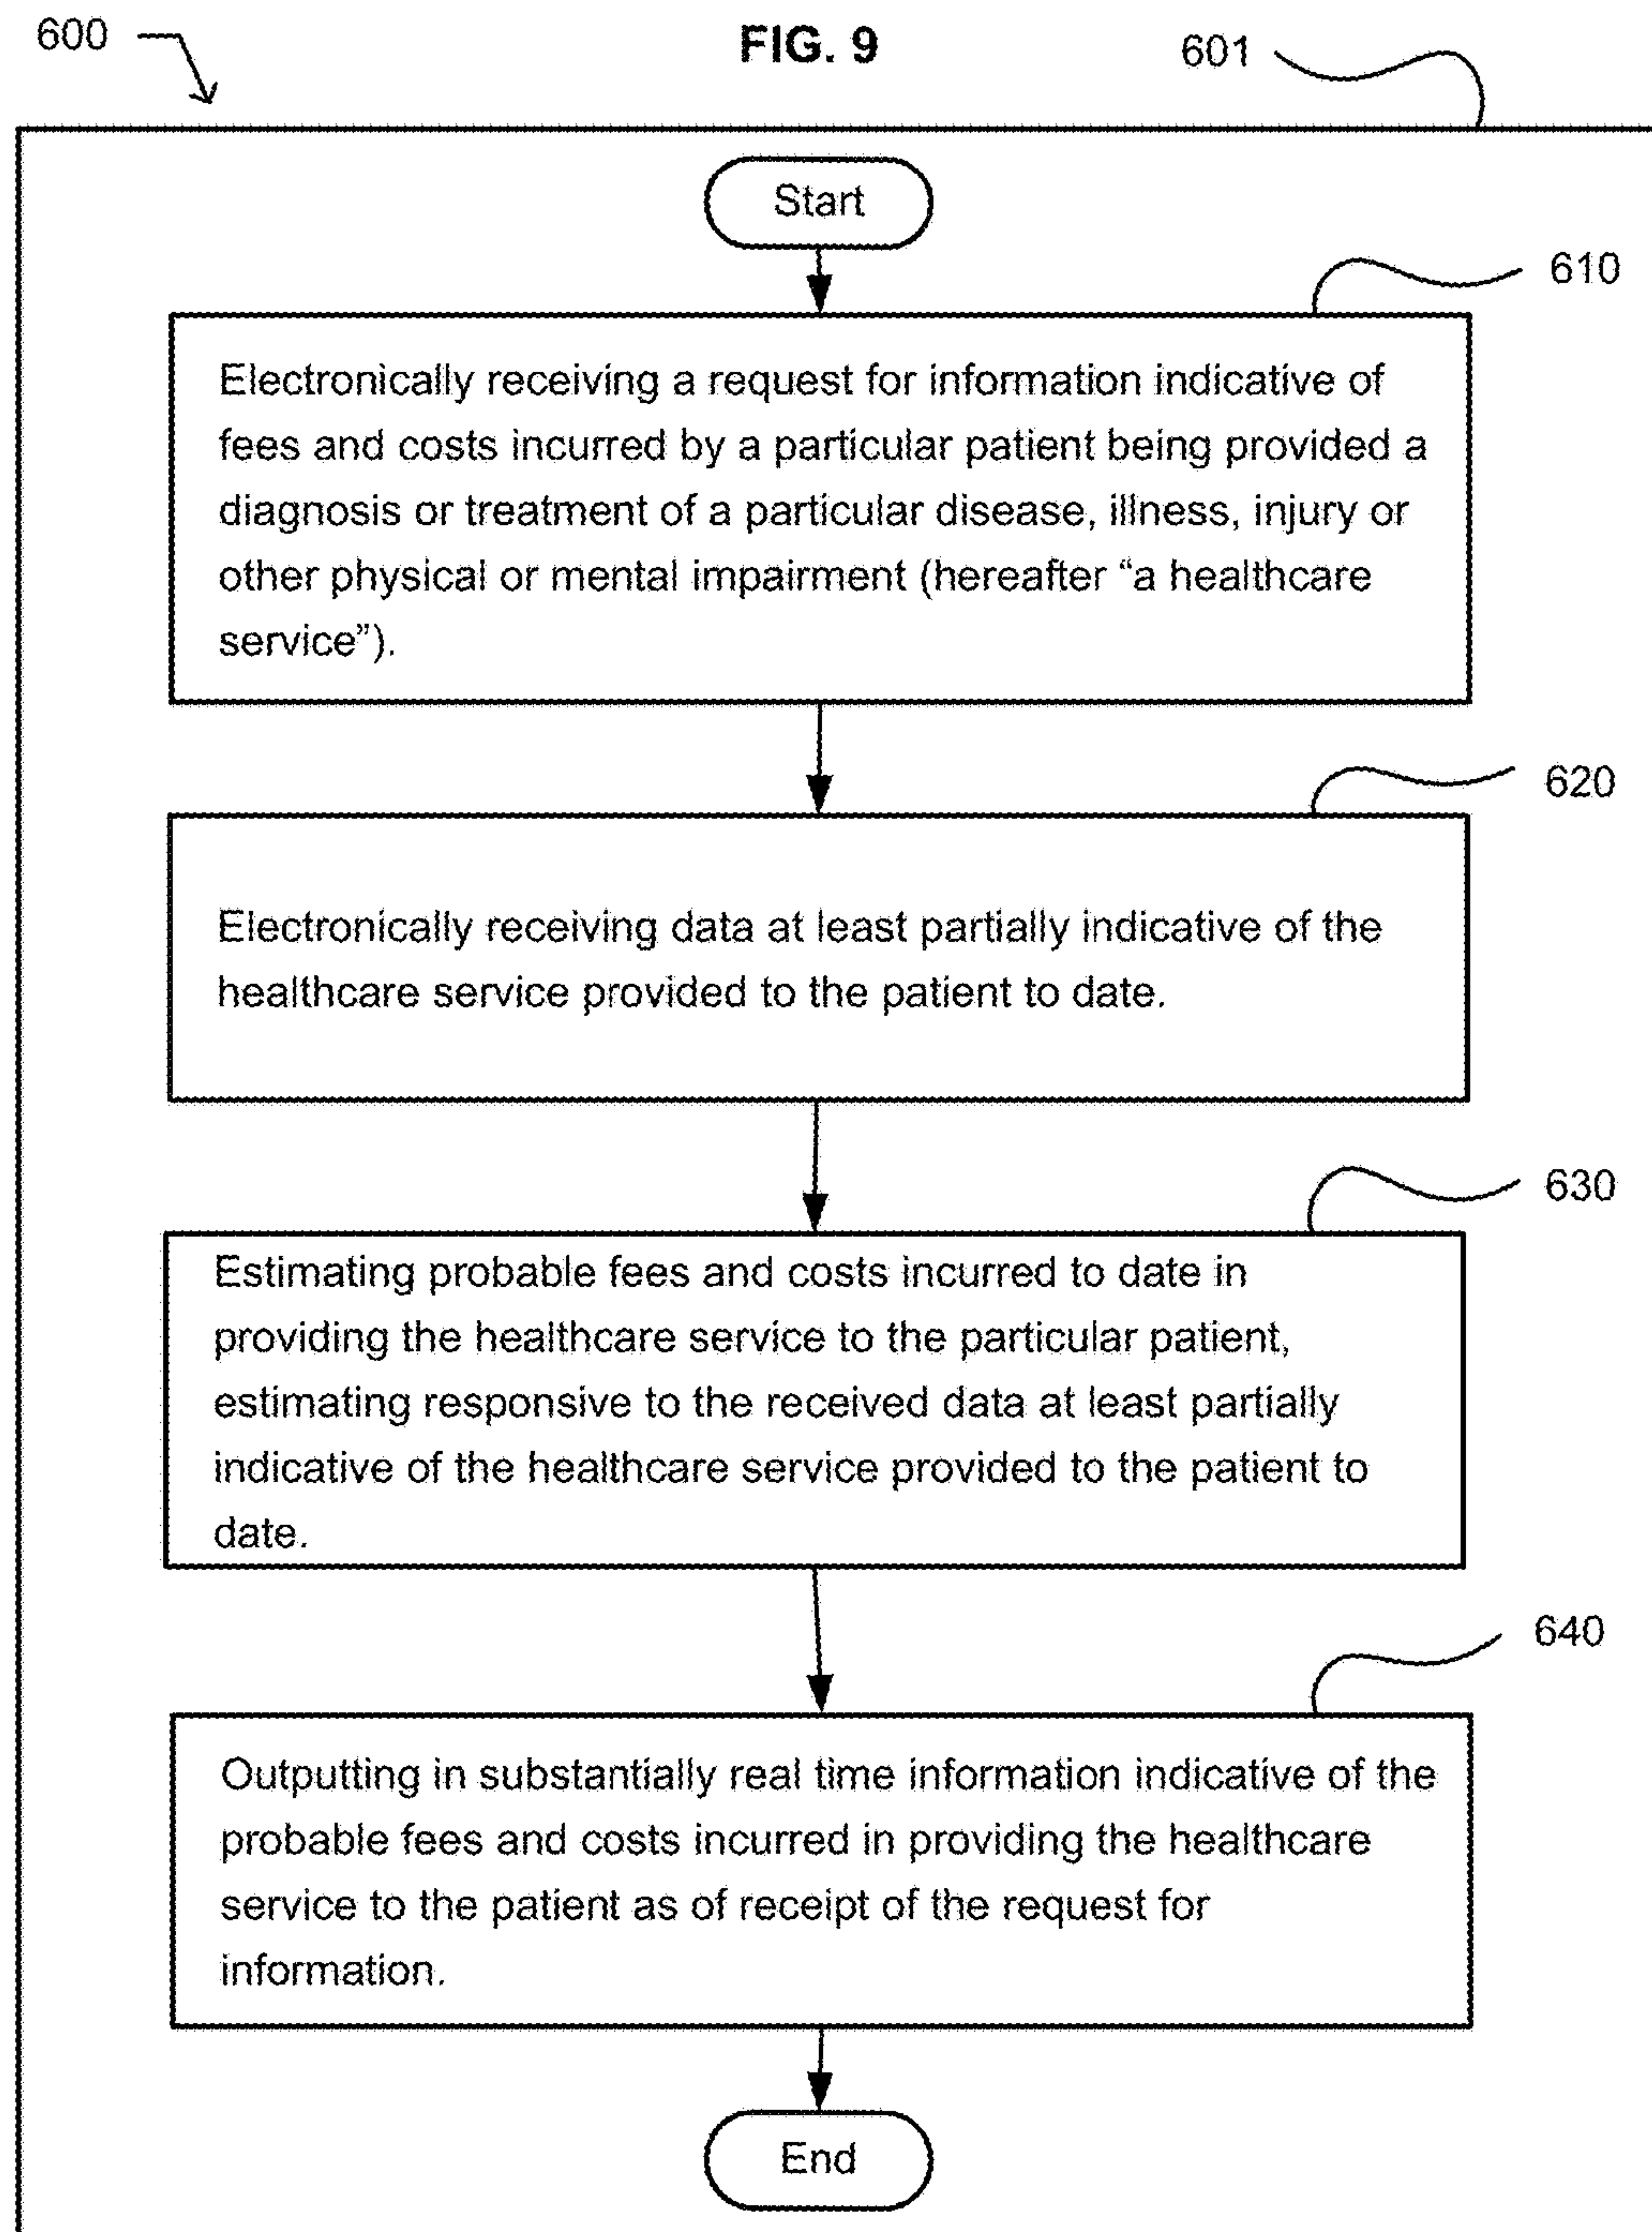 600
FIG. 9
601
Start
610
Electronically receiving a request for information indicative of
fees and costs incurred by a particular patient being provided a
diagnosis or treatment of a particular disease, illness, injury or
other physical or mental impairment (hereafter “a healthcare
service”).
620
Electronically receiving data at least partially indicative of the
healthcare service provided to the patient to date.
630
Estimating probable fees and costs incurred to date in
providing the healthcare service to the particular patient,
estimating responsive to the received data at least partially
indicative of the healthcare service provided to the patient to
date.
640
Outputting in substantially real time information indicative of the
probable fees and costs incurred in providing the healthcare
service to the patient as of receipt of the request for
information.
End